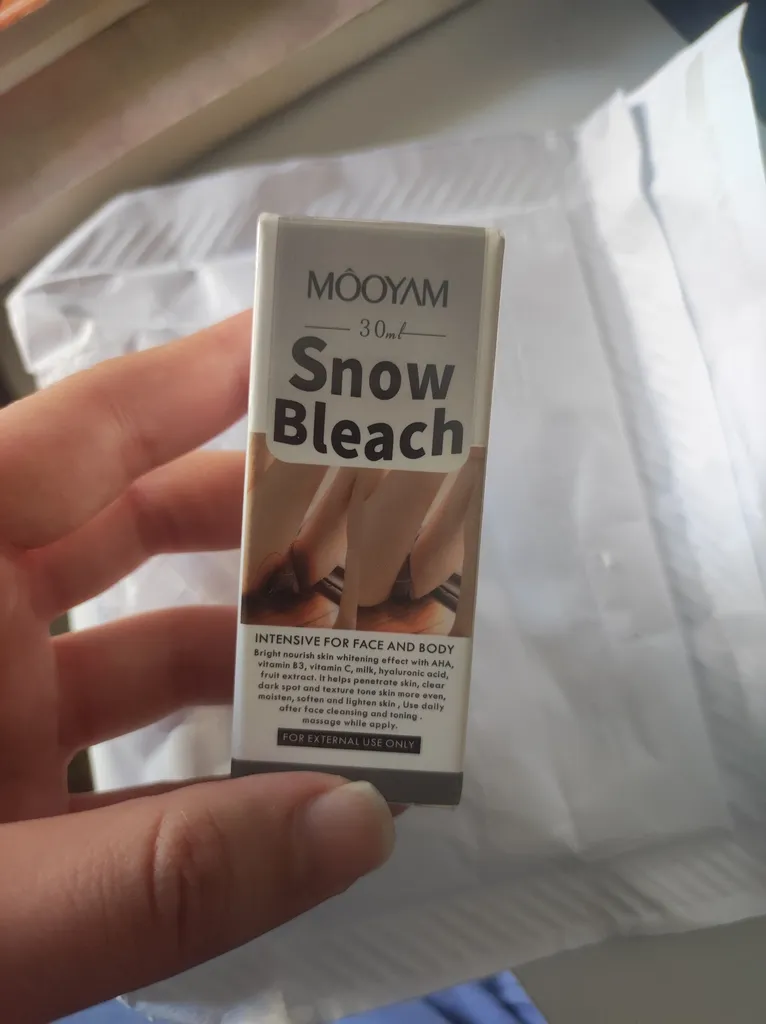 MÔOYAM
30ml
Snow
Bleach
INTENSIVE FOR FACE AND BODY
Bright nourish skin whitening effect with AHA,
vitamin B3, vitamin C, milk, hyaluronic acid,
fruit extract. It helps penetrate skin, clear
dark spot and texture tone skin more even,
moisten, soften and lighten skin , Use daily
after face cleansing and toning .
massage while apply.
FOR EXTERNAL USE ONLY